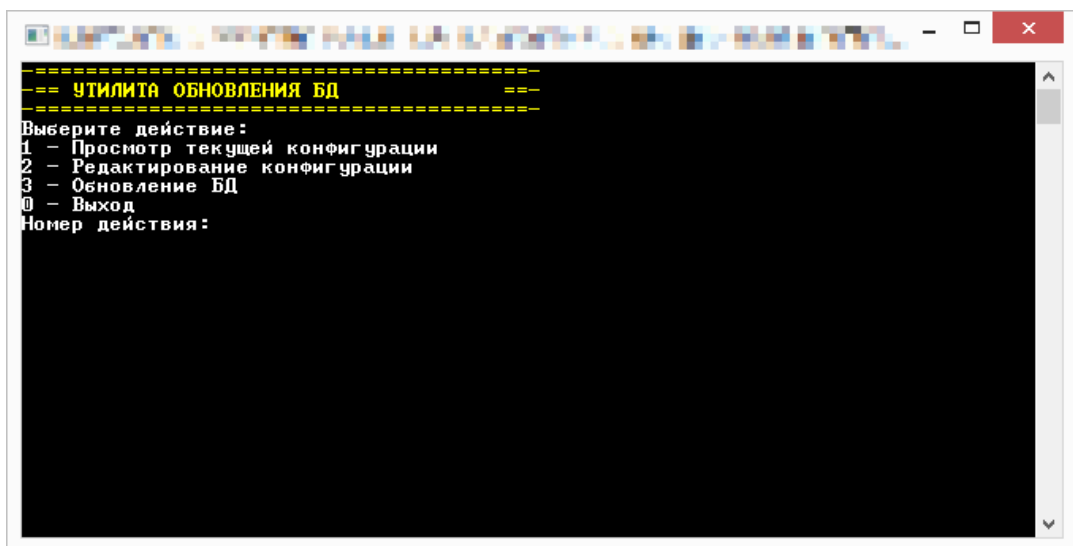 -=======================================-
-== УТИЛИТА ОБНОВЛЕНИЯ БД ==-
-=======================================-
Выберите действие:
1 - Просмотр текущей конфигурации
2 - Редактирование конфигурации
3 - Обновление БД
0 - Выход
Номер действия: